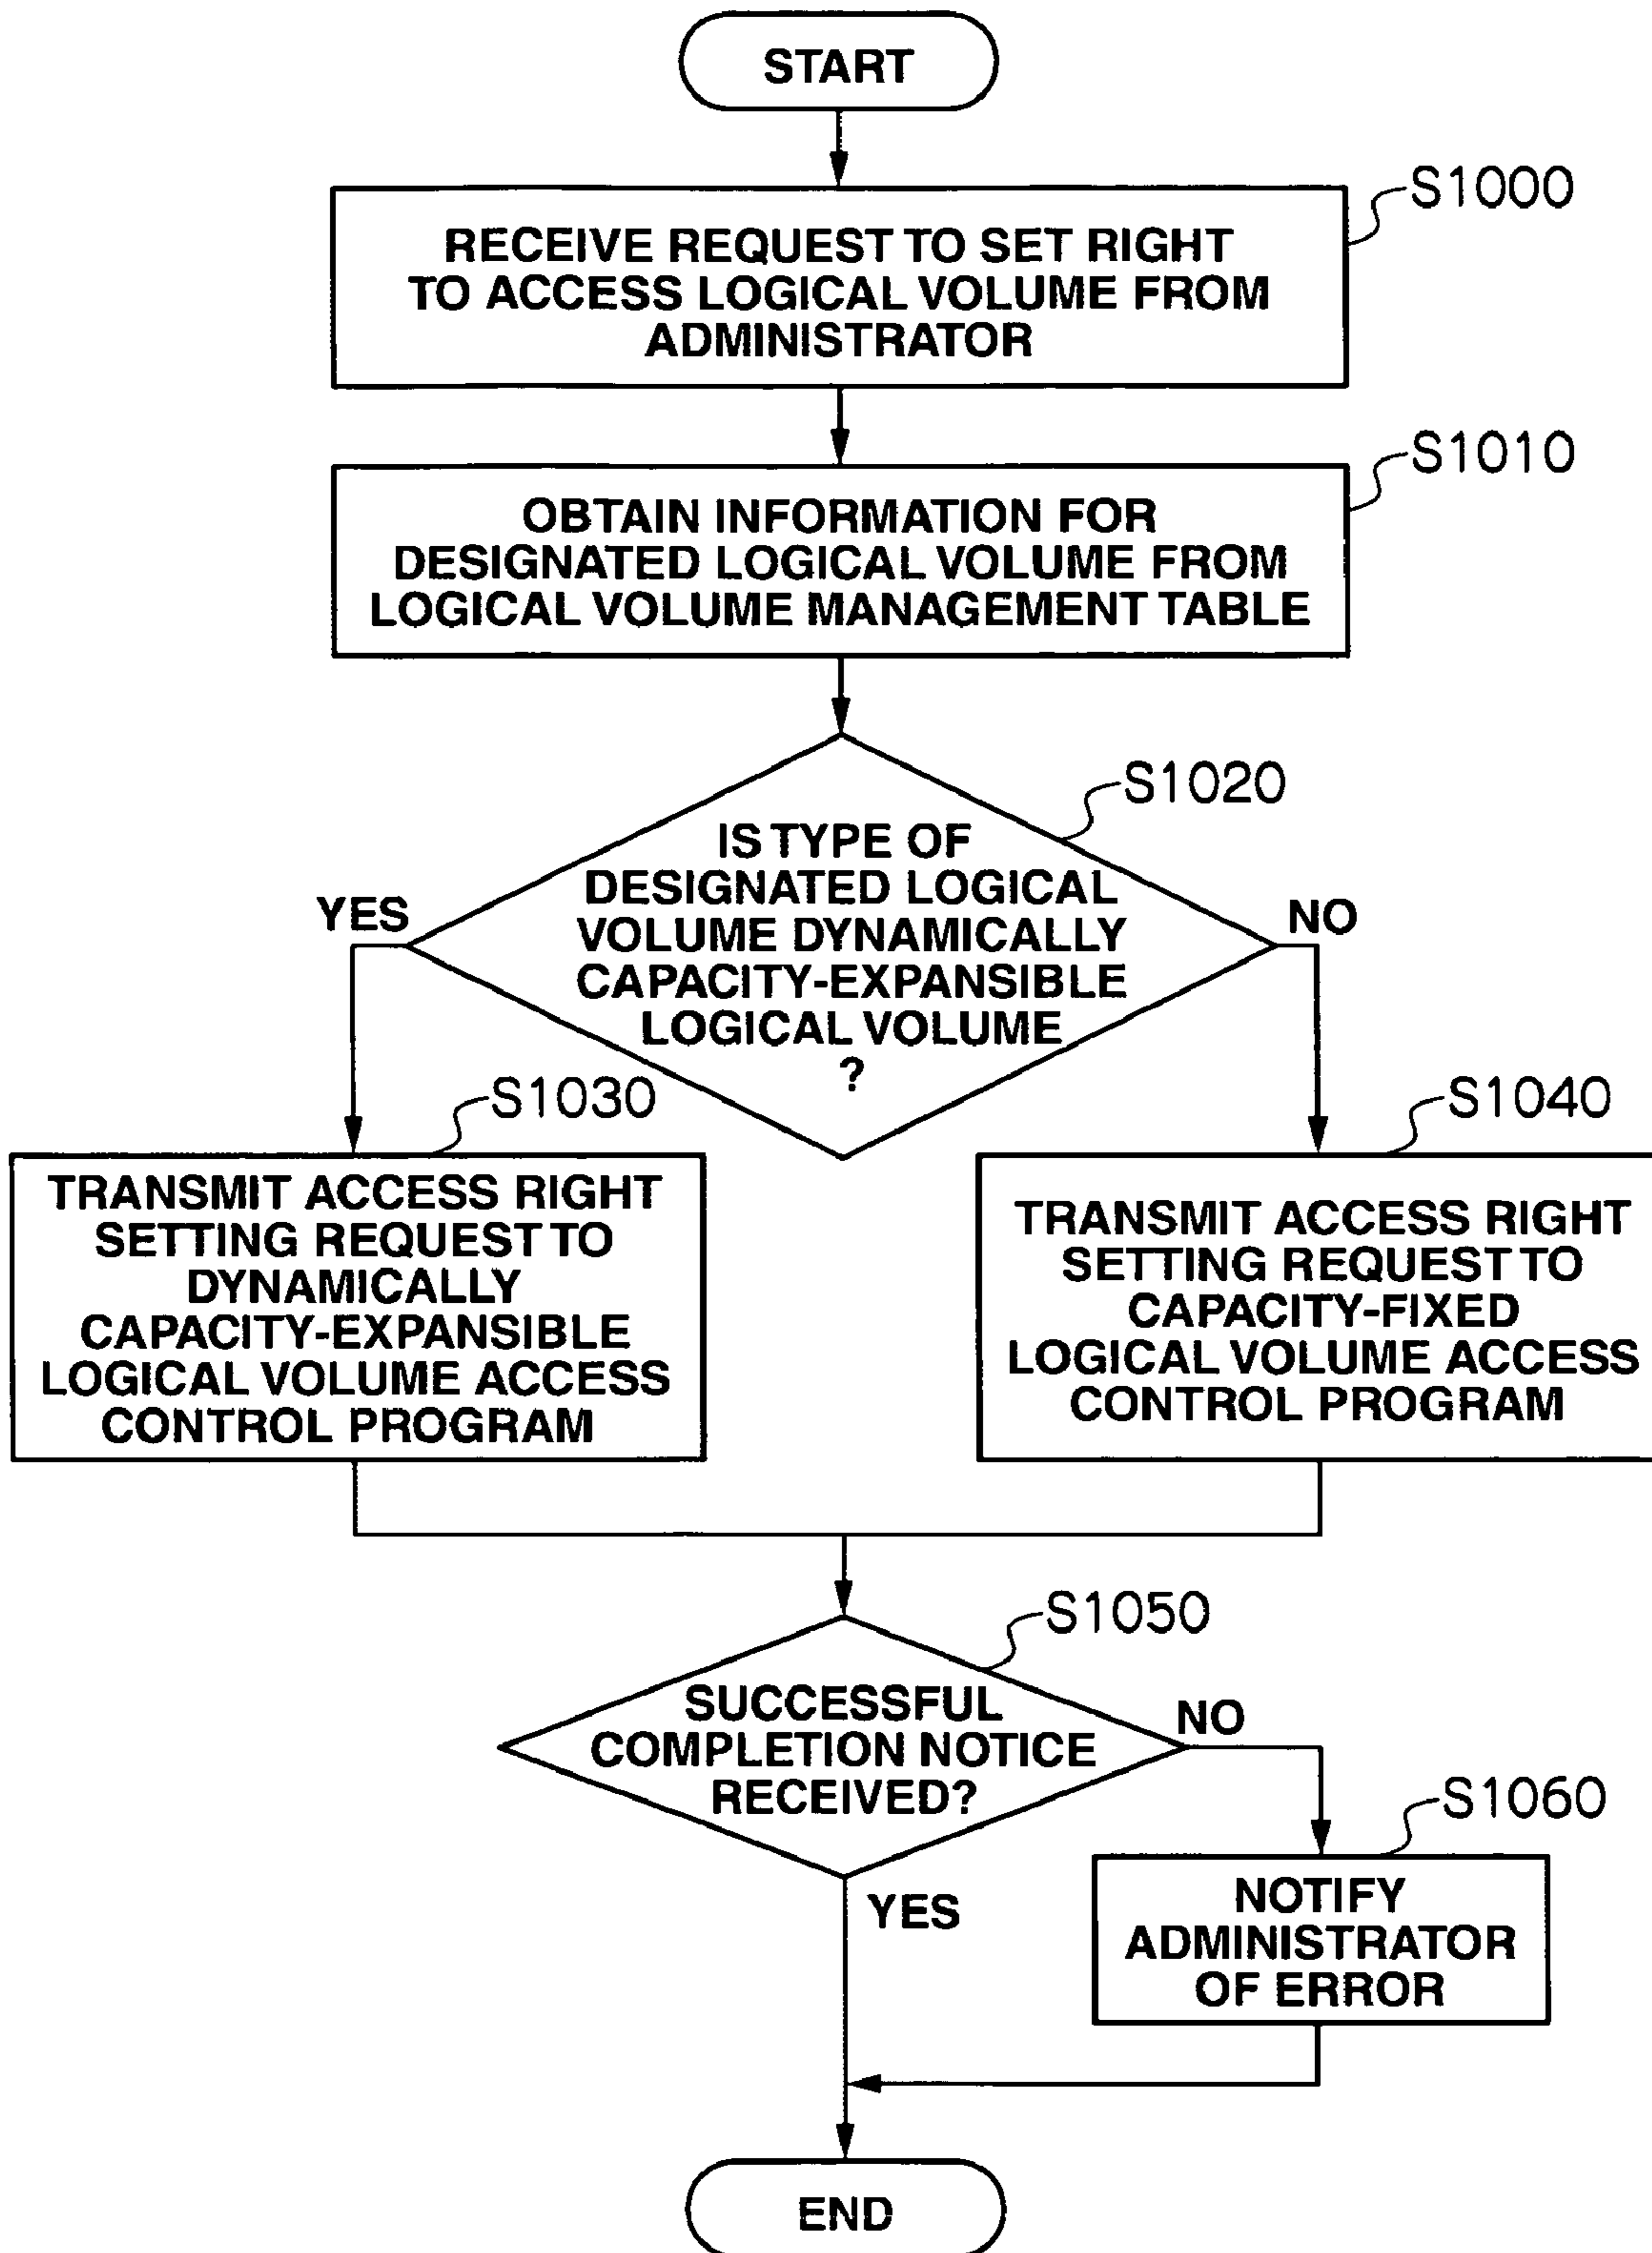 START
S1000
RECEIVE REQUEST TO SET RIGHT
TO ACCESS LOGICAL VOLUME FROM
ADMINISTRATOR
S1010
OBTAIN INFORMATION FOR
DESIGNATED LOGICAL VOLUME FROM
LOGICAL VOLUME MANAGEMENT TABLE
S1020
IS TYPE OF
DESIGNATED LOGICAL
VOLUME DYNAMICALLY
CAPACITY-EXPANSIBLE
LOGICAL VOLUME
?
YES
NO
S1030
TRANSMIT ACCESS RIGHT
SETTING REQUEST TO
DYNAMICALLY
CAPACITY-EXPANSIBLE
LOGICAL VOLUME ACCESS
CONTROL PROGRAM
S1040
TRANSMIT ACCESS RIGHT
SETTING REQUEST TO
CAPACITY-FIXED
LOGICAL VOLUME ACCESS
CONTROL PROGRAM
S1050
SUCCESSFUL
COMPLETION NOTICE
RECEIVED?
NO
YES
S1060
NOTIFY
ADMINISTRATOR
OF ERROR
END